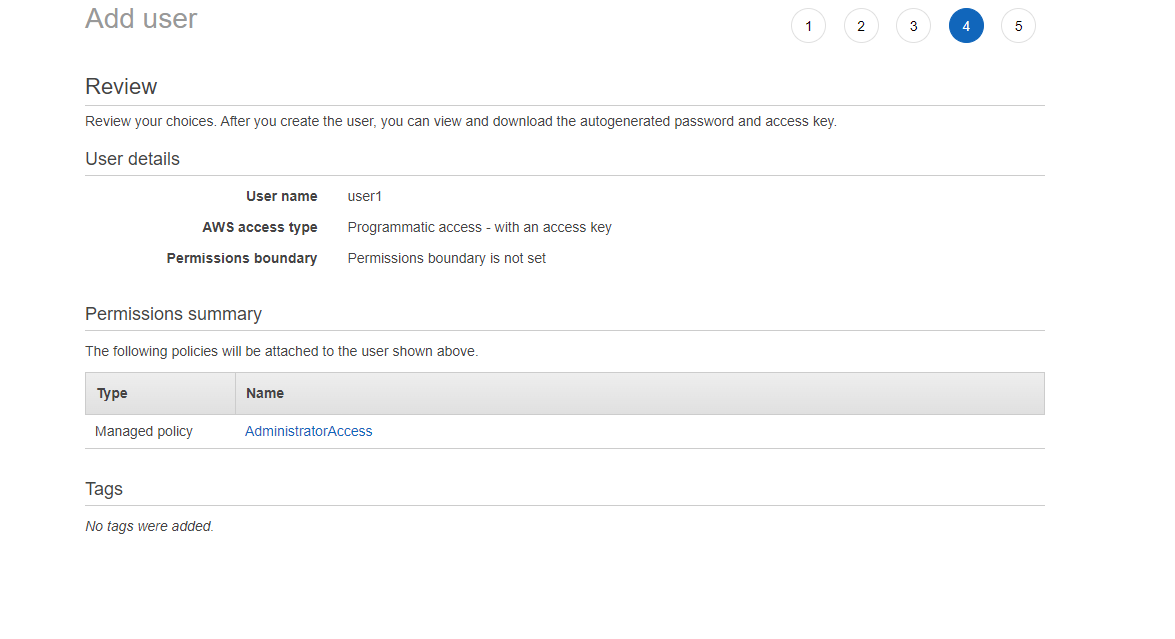 Add user
1 2 3 4 5
Review
Review your choices. After you create the user, you can view and download the autogenerated password and access key.
User details
User name user1
AWS access type Programmatic access - with an access key
Permissions boundary Permissions boundary is not set
Permissions summary
The following policies will be attached to the user shown above.
Type Name
Managed policy AdministratorAccess
Tags
No tags were added.